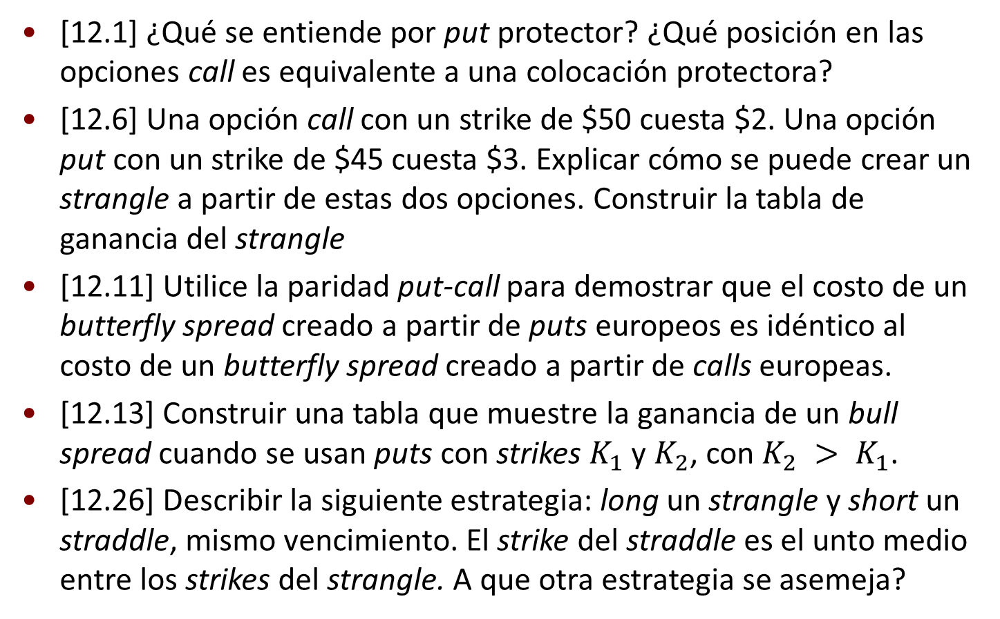 • [12.1] ¿Qué se entiende por put protector? ¿Qué posición en las
opciones call es equivalente a una colocación protectora?
• [12.6] Una opción call con un strike de $50 cuesta $2. Una opción
put con un strike de $45 cuesta $3. Explicar cómo se puede crear un
strangle a partir de estas dos opciones. Construir la tabla de
ganancia del strangle
• [12.11] Utilice la paridad put-call para demostrar que el costo de un
butterfly spread creado a partir de puts europeos es idéntico al
costo de un butterfly spread creado a partir de calls europeas.
• [12.13] Construir una tabla que muestre la ganancia de un bull
spread cuando se usan puts con strikes K₁ y K₂, con K₂ > K₁.
• [12.26] Describir la siguiente estrategia: long un strangle y short un
straddle, mismo vencimiento. El strike del straddle es el unto medio
entre los strikes del strangle. A que otra estrategia se asemeja?